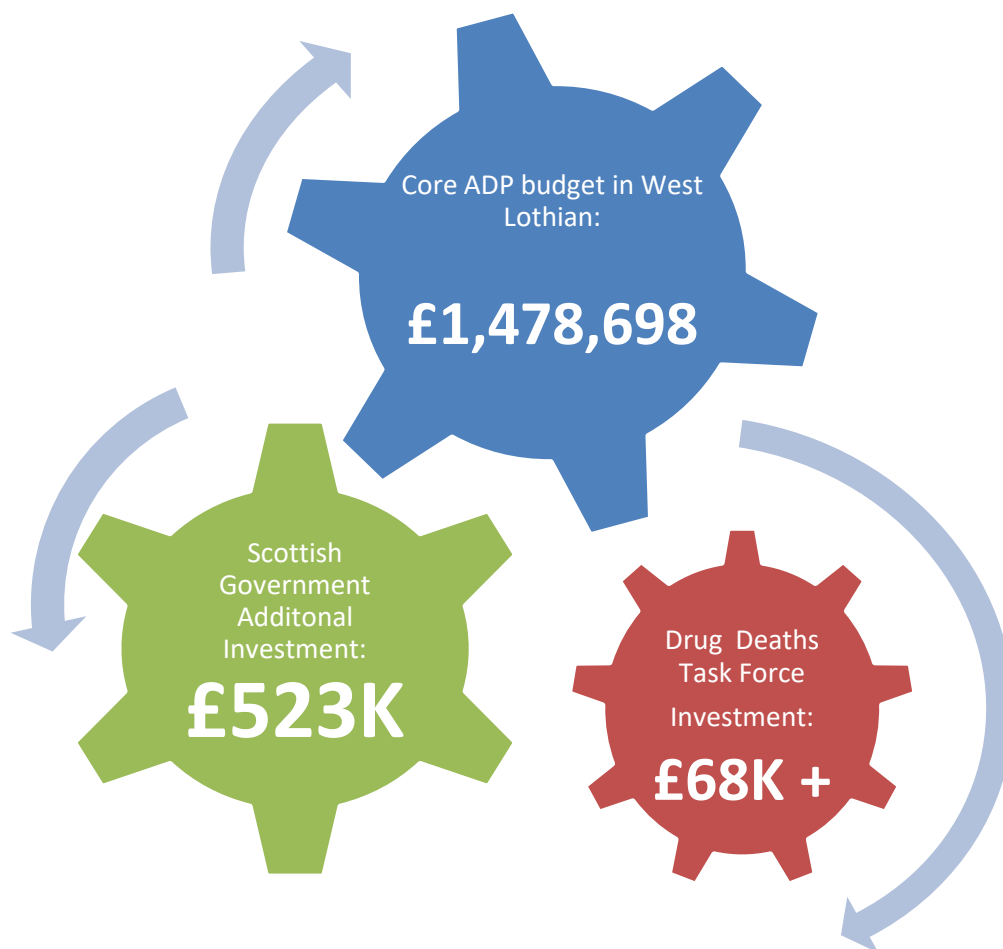 Core ADP budget in West
Lothian:
£1,478,698
Scottish
Government
Additonal
Investment:
£523K
Drug Deaths
Task Force
Investment:
£68K +